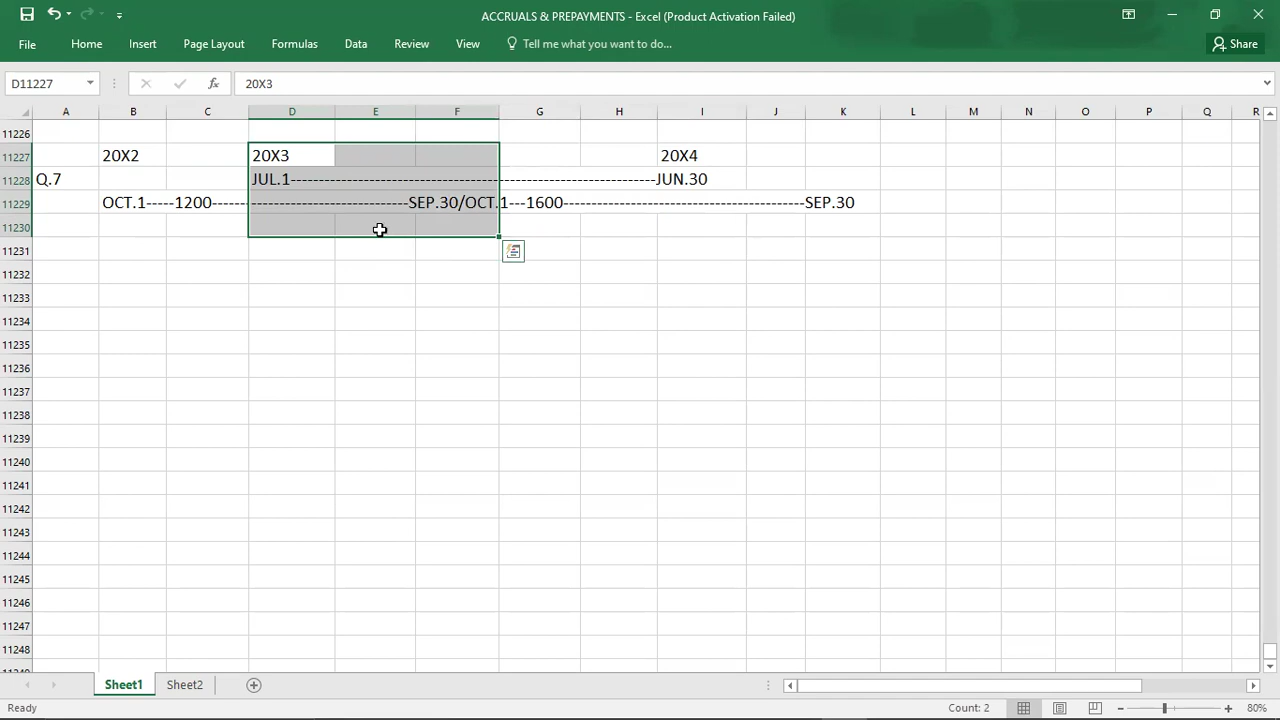 ACCRUALS & PREPAYMENTS - Excel (Product Activation Failed)
File Home Insert Page Layout Formulas Data Review View Tell me what you want to do... Share
D11227 fx 20X3
A B C D E F G H I J K L M N O P Q R
11226
11227 20X2 20X3 20X4
11228 Q.7 JUL.1-------------------------------------------------------------------JUN.30
11229 OCT.1-----1200--------------------------------------SEP.30/OCT.1---1600--------------------------------------------SEP.30
11230
11231
11232
11233
11234
11235
11236
11237
11238
11239
11240
11241
11242
11243
11244
11245
11246
11247
11248
Sheet1 Sheet2
Ready Count: 2 80%